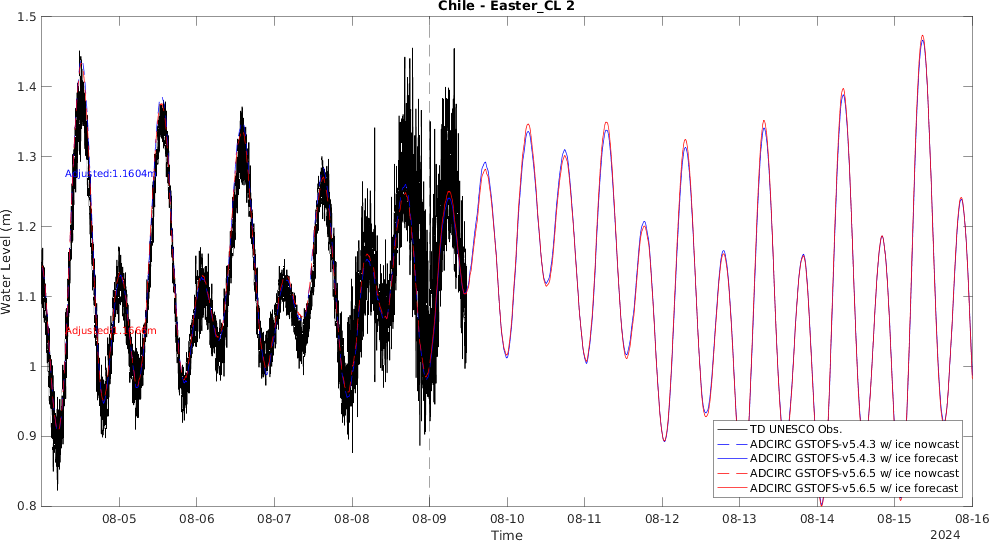 Chile - Easter_CL 2
1.5
1.4
1.3
1.2
1.1
1
0.9
0.8
Water Level (m)
Adjusted:1.1604m
TD UNESCO Obs.
ADCIRC GSTOFS-v5.4.3 w/ ice nowcast
ADCIRC GSTOFS-v5.4.3 w/ ice forecast
ADCIRC GSTOFS-v5.6.5 w/ ice nowcast
ADCIRC GSTOFS-v5.6.5 w/ ice forecast
08-05 08-06 08-07 08-08 08-09 08-10 08-11 08-12 08-13 08-14 08-15 08-16
Time
2024